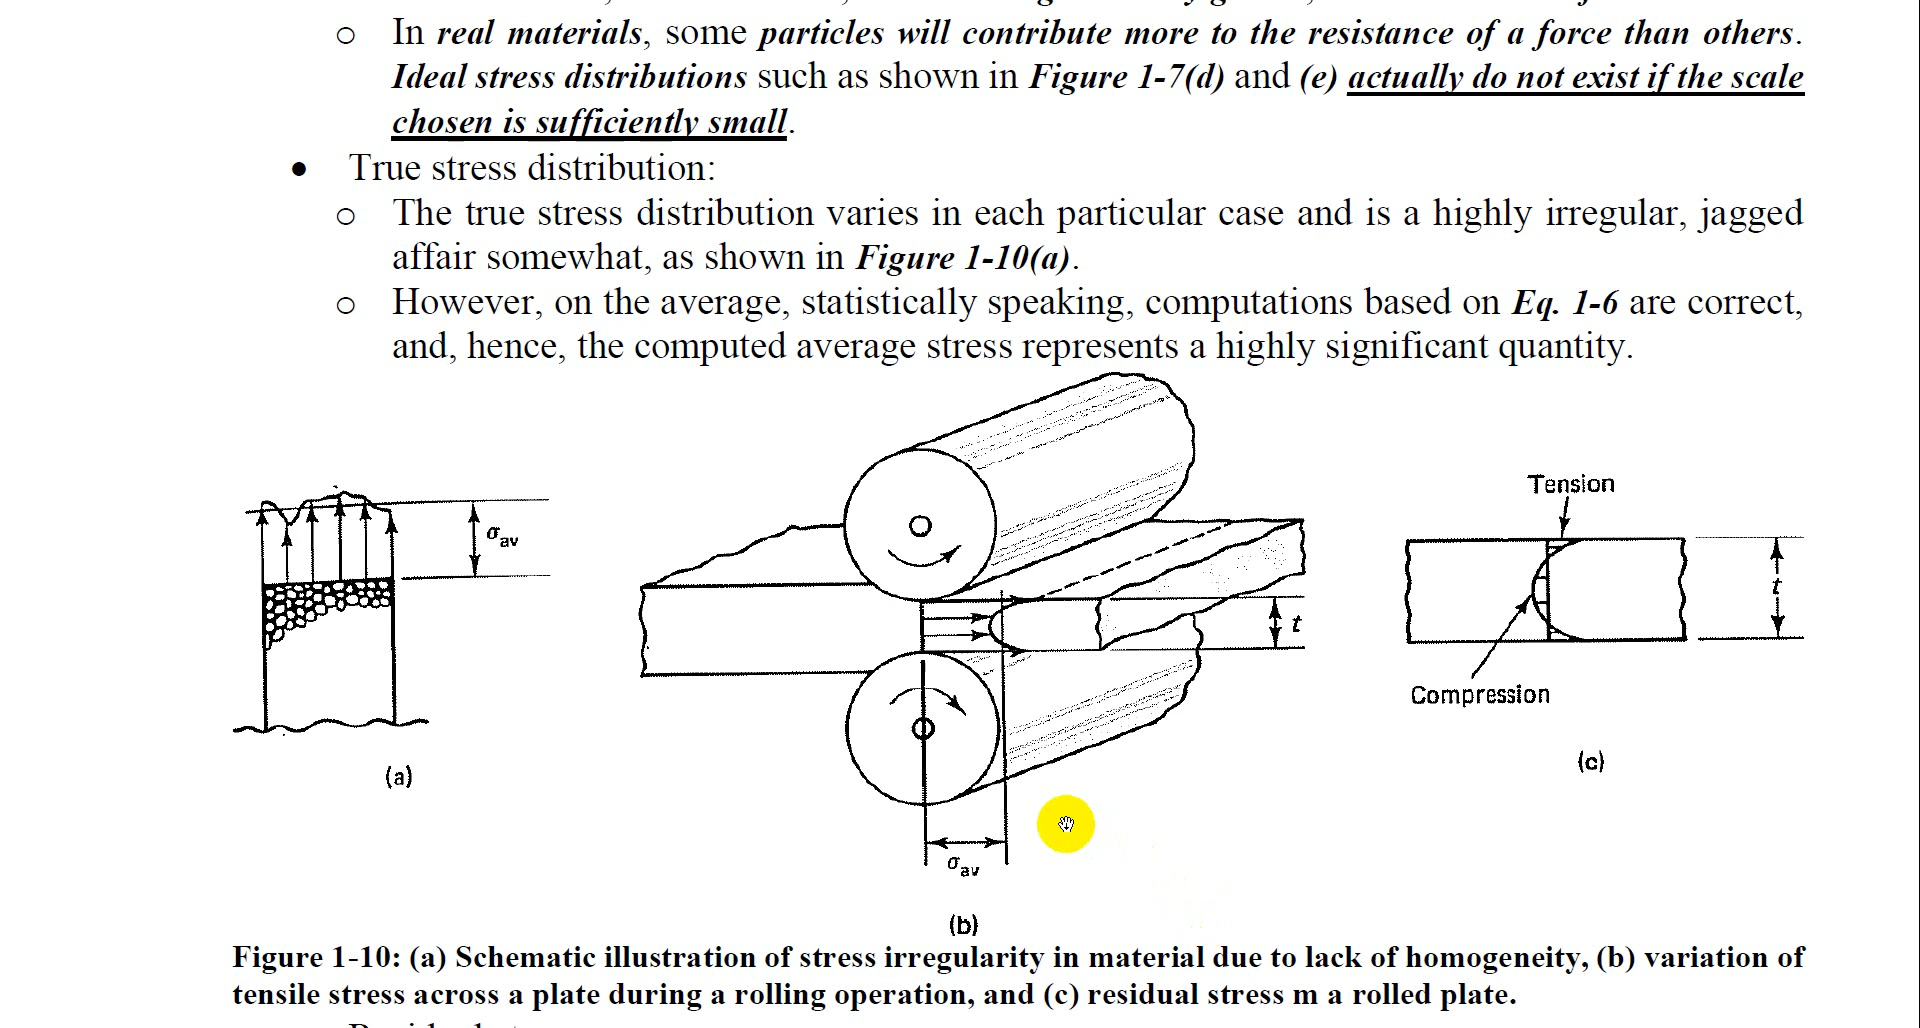 o In real materials, some particles will contribute more to the resistance of a force than others.
Ideal stress distributions such as shown in Figure 1-7(d) and (e) actually do not exist if the scale
chosen is sufficiently small.
• True stress distribution:
o The true stress distribution varies in each particular case and is a highly irregular, jagged
affair somewhat, as shown in Figure 1-10(a).
o However, on the average, statistically speaking, computations based on Eq. 1-6 are correct,
and, hence, the computed average stress represents a highly significant quantity.
σav
(a)
t
σav
(b)
Tension
t
Compression
(c)
Figure 1-10: (a) Schematic illustration of stress irregularity in material due to lack of homogeneity, (b) variation of
tensile stress across a plate during a rolling operation, and (c) residual stress m a rolled plate.